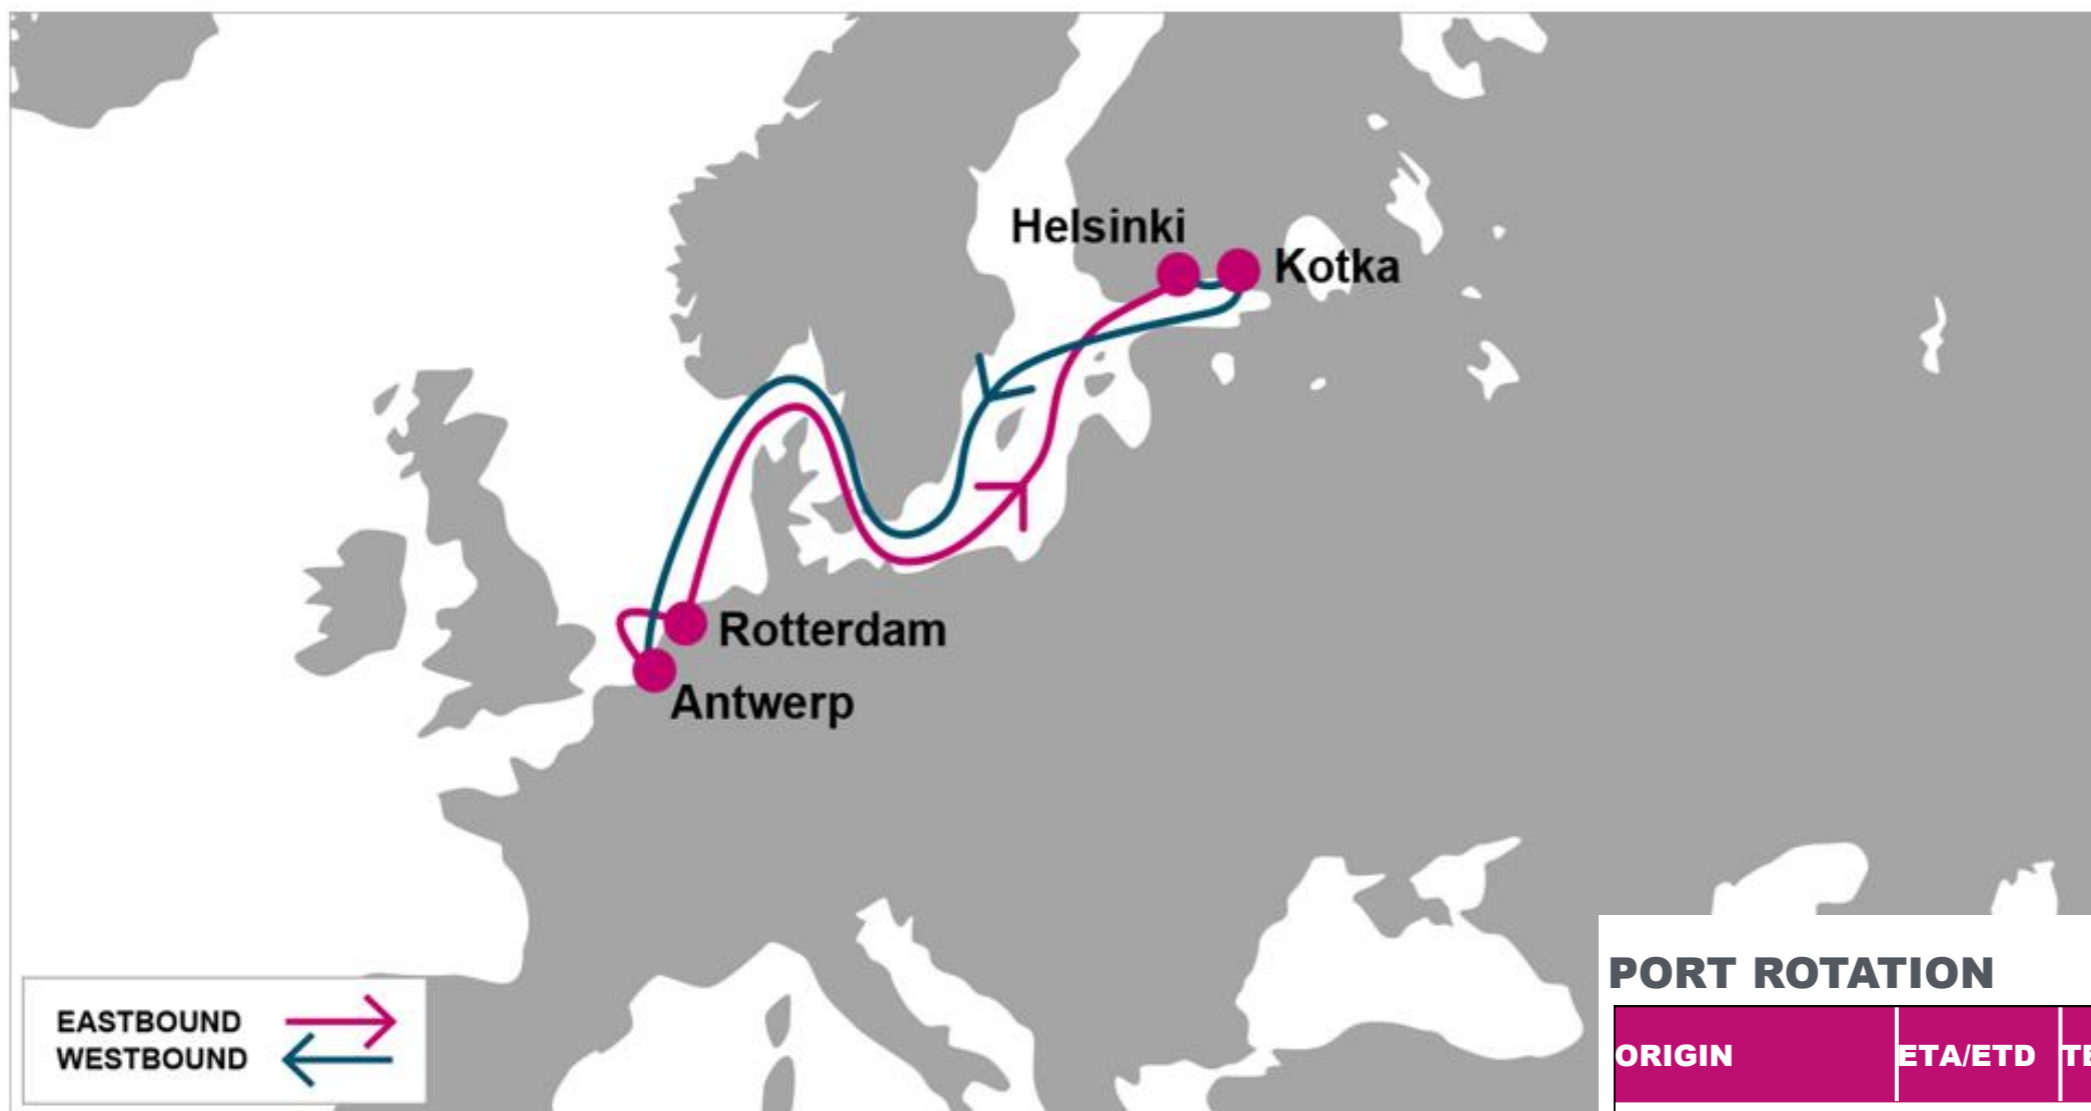 Helsinki
Kotka
Rotterdam
Antwerp
EASTBOUND
WESTBOUND
PORT ROTATION
ORIGIN ETA/ETD